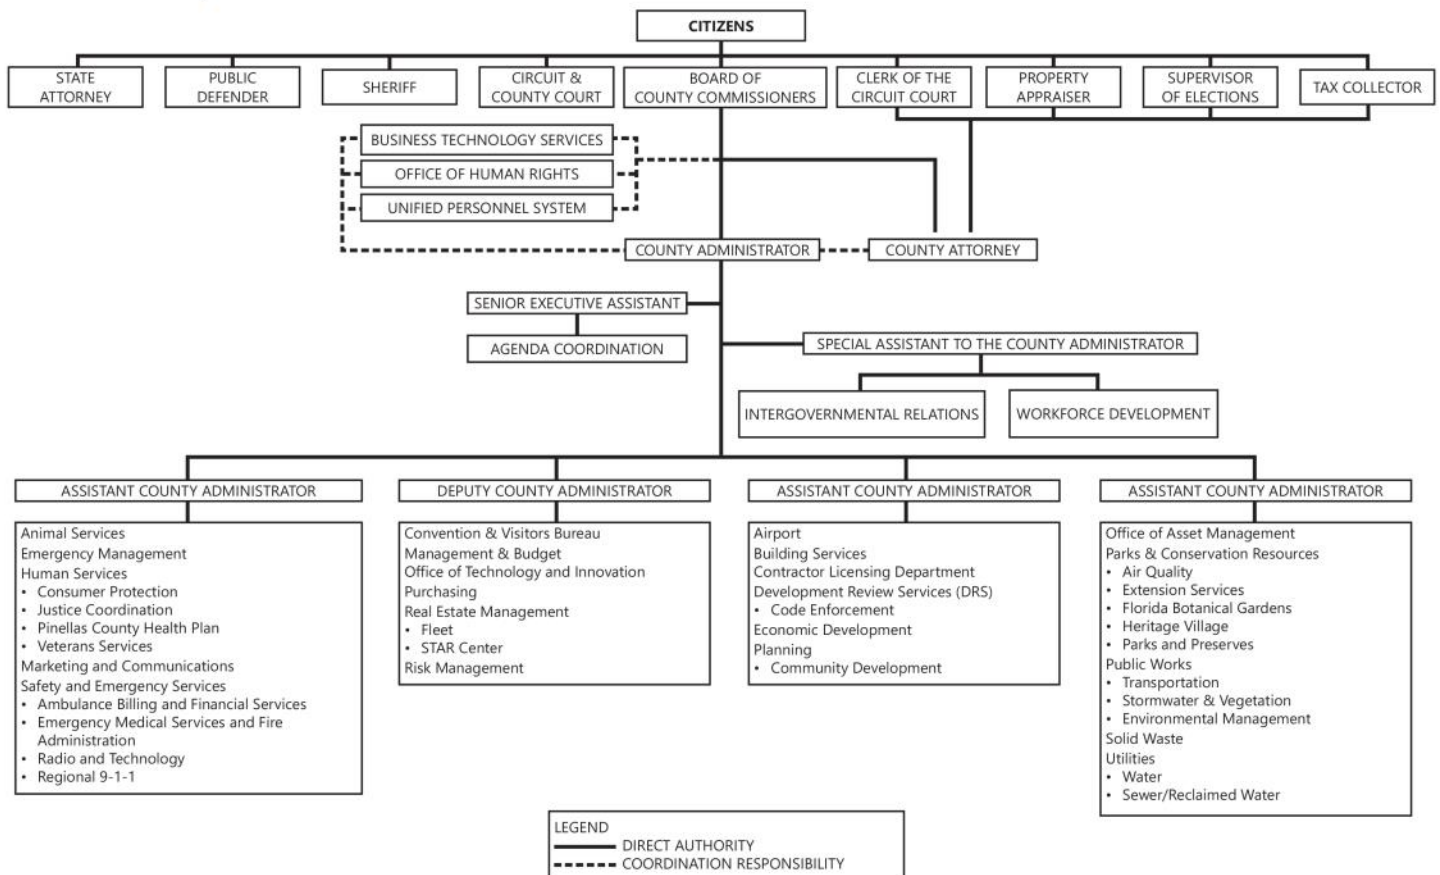 CITIZENS
STATE
ATTORNEY
PUBLIC
DEFENDER
SHERIFF
CIRCUIT &
COUNTY COURT
BOARD OF
COUNTY COMMISSIONERS
CLERK OF THE
CIRCUIT COURT
PROPERTY
APPRAISER
SUPERVISOR
OF ELECTIONS
TAX COLLECTOR
BUSINESS TECHNOLOGY SERVICES
OFFICE OF HUMAN RIGHTS
UNIFIED PERSONNEL SYSTEM
COUNTY ADMINISTRATOR
COUNTY ATTORNEY
SENIOR EXECUTIVE ASSISTANT
AGENDA COORDINATION
SPECIAL ASSISTANT TO THE COUNTY ADMINISTRATOR
INTERGOVERNMENTAL RELATIONS
WORKFORCE DEVELOPMENT
ASSISTANT COUNTY ADMINISTRATOR
Animal Services
Emergency Management
Human Services
• Consumer Protection
• Justice Coordination
• Pinellas County Health Plan
• Veterans Services
Marketing and Communications
Safety and Emergency Services
• Ambulance Billing and Financial Services
• Emergency Medical Services and Fire
Administration
• Radio and Technology
• Regional 9-1-1
DEPUTY COUNTY ADMINISTRATOR
Convention & Visitors Bureau
Management & Budget
Office of Technology and Innovation
Purchasing
Real Estate Management
• Fleet
• STAR Center
Risk Management
ASSISTANT COUNTY ADMINISTRATOR
Airport
Building Services
Contractor Licensing Department
Development Review Services (DRS)
• Code Enforcement
Economic Development
Planning
• Community Development
ASSISTANT COUNTY ADMINISTRATOR
Office of Asset Management
Parks & Conservation Resources
• Air Quality
• Extension Services
• Florida Botanical Gardens
• Heritage Village
• Parks and Preserves
Public Works
• Transportation
• Stormwater & Vegetation
• Environmental Management
Solid Waste
Utilities
• Water
• Sewer/Reclaimed Water
LEGEND
DIRECT AUTHORITY
COORDINATION RESPONSIBILITY